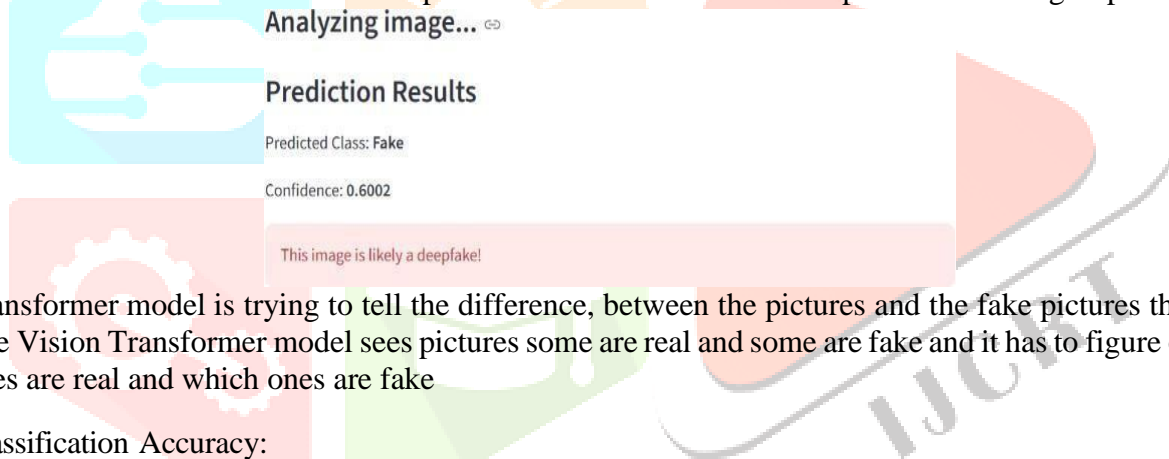 Analyzing image...
Prediction Results
Predicted Class: Fake
Confidence: 0.6002
This image is likely a deepfake!
ansformer model is trying to tell the difference, between the pictures and the fake pictures th
e Vision Transformer model sees pictures some are real and some are fake and it has to figure
es are real and which ones are fake
assification Accuracy:
IJCRT